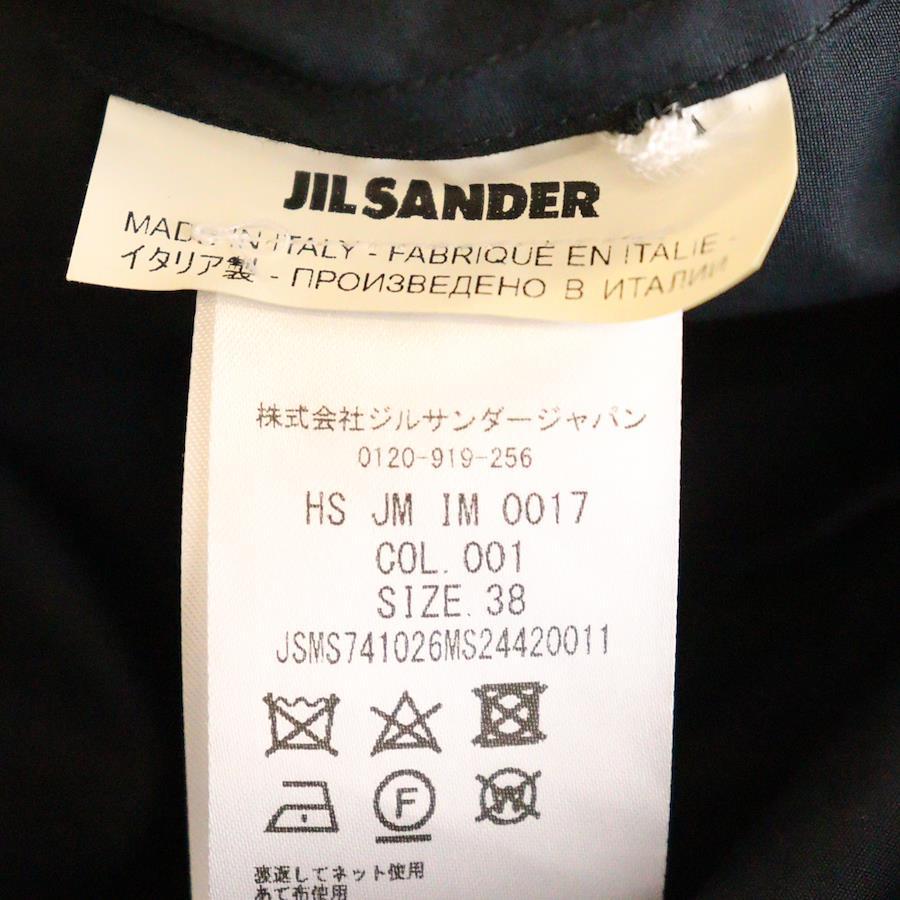 JIL SANDER
MADE IN ITALY - FABRIQUÉ EN ITALIE -
イタリア製 - ПРОИЗВЕДЕНО В ИТАЛИИ
株式会社ジルサンダージャパン
0120-919-256
HS JM IM 0017
COL.001
SIZE.38
JSMS741026MS24420011
F
W
裏返してネット使用
あて布使用